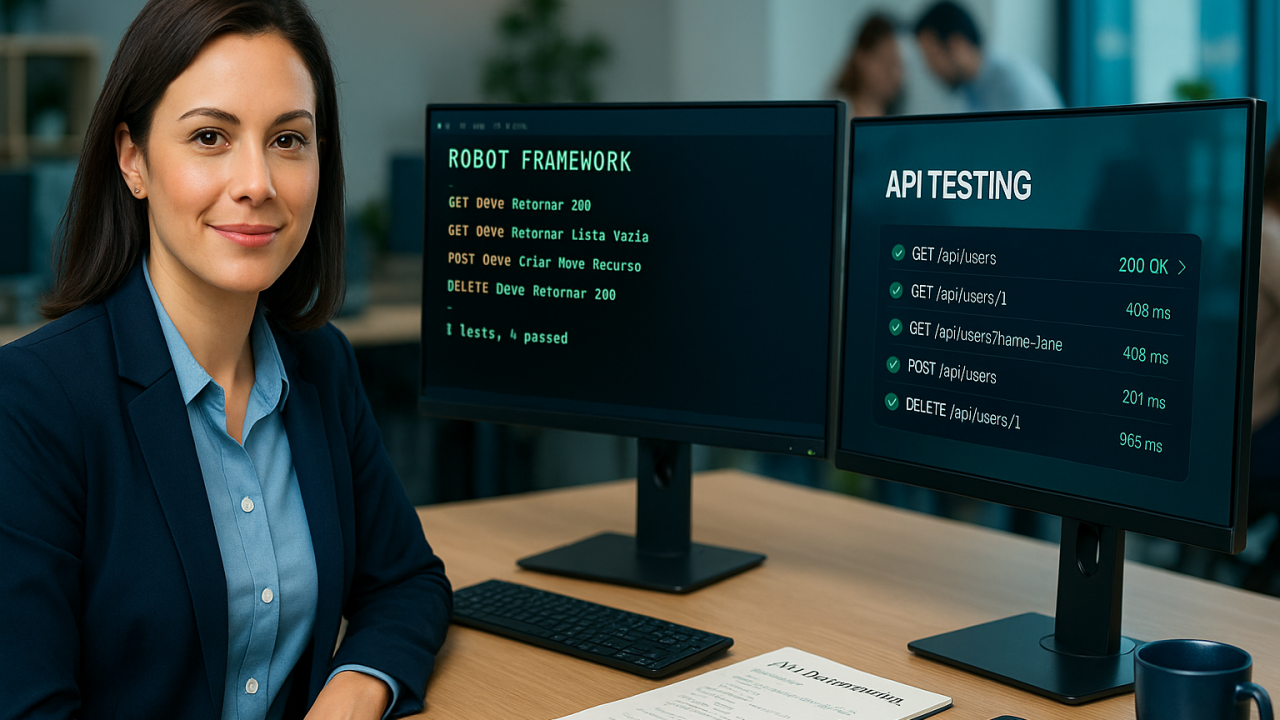 ROBOT FRAMEWORK
GET Deve Retornar 200
GET Deve Retornar Lista Vazia
POST Oeve Criar Move Recurso
DELETE Deve Retornar 200
lests, 4 passed
API TESTING
GET /api/users 200 OK >
GET /api/users/1 408 ms
GET /api/users7hame-Jane 408 ms
POST /api/users 201 ms
DELETE /api/users/1 965 ms